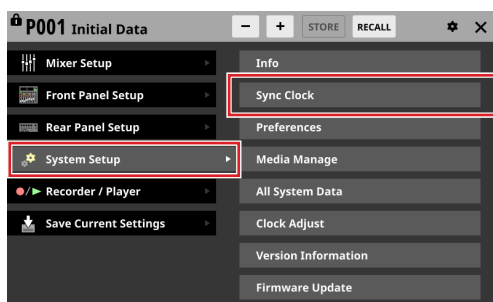 P001 Initial Data - + STORE RECALL ×
Mixer Setup
Front Panel Setup
Rear Panel Setup
System Setup
Recorder / Player
Save Current Settings
Info
Sync Clock
Preferences
Media Manage
All System Data
Clock Adjust
Version Information
Firmware Update